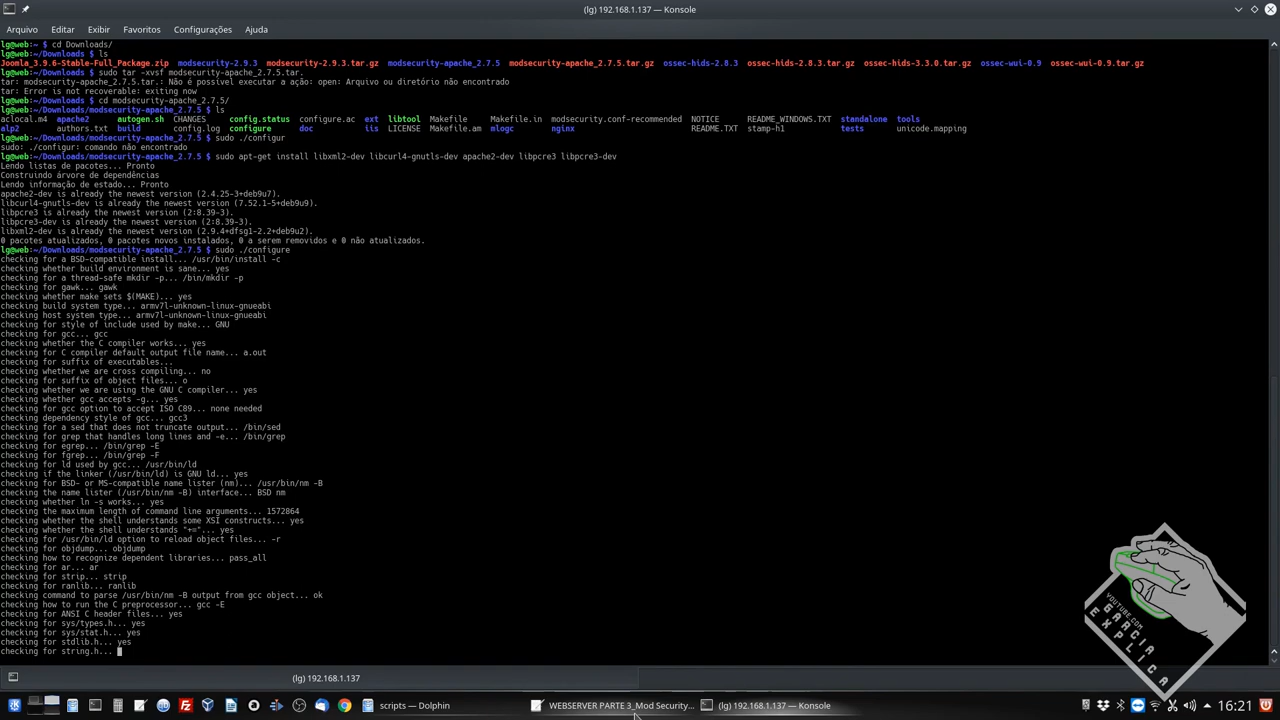 (lg) 192.168.1.137 — Konsole
Arquivo Editar Exibir Favoritos Configurações Ajuda
lg@web:~ $ cd Downloads/
lg@web:~/Downloads $ ls
Joomla_3.9.6-Stable-Full_Package.zip modsecurity-2.9.3 modsecurity-2.9.3.tar.gz modsecurity-apache_2.7.5 modsecurity-apache_2.7.5.tar.gz ossec-hids-2.8.3 ossec-hids-2.8.3.tar.gz ossec-hids-3.3.0.tar.gz ossec-wui-0.9 ossec-wui-0.9.tar.gz
lg@web:~/Downloads $ sudo tar -xvsf modsecurity-apache_2.7.5.tar.
tar: modsecurity-apache_2.7.5.tar.: Não é possível executar a ação: open: Arquivo ou diretório não encontrado
tar: Error is not recoverable: exiting now
lg@web:~/Downloads $ cd modsecurity-apache_2.7.5/
lg@web:~/Downloads/modsecurity-apache_2.7.5 $ ls
aclocal.m4 apache2 autogen.sh CHANGES config.status configure.ac ext libtool Makefile Makefile.in modsecurity.conf-recommended NOTICE README_WINDOWS.TXT standalone tools
alp2 authors.txt build config.log configure doc iis LICENSE Makefile.am mlogc nginx README.TXT stamp-h1 tests unicode.mapping
lg@web:~/Downloads/modsecurity-apache_2.7.5 $ sudo ./configur
sudo: ./configur: comando não encontrado
lg@web:~/Downloads/modsecurity-apache_2.7.5 $ sudo apt-get install libxml2-dev libcurl4-gnutls-dev apache2-dev libpcre3 libpcre3-dev
Lendo listas de pacotes... Pronto
Construindo árvore de dependências
Lendo informação de estado... Pronto
apache2-dev is already the newest version (2.4.25-3+deb9u7).
libcurl4-gnutls-dev is already the newest version (7.52.1-5+deb9u9).
libpcre3 is already the newest version (2:8.39-3).
libpcre3-dev is already the newest version (2:8.39-3).
libxml2-dev is already the newest version (2.9.4+dfsg1-2.2+deb9u2).
0 pacotes atualizados, 0 pacotes novos instalados, 0 a serem removidos e 0 não atualizados.
lg@web:~/Downloads/modsecurity-apache_2.7.5 $ sudo ./configure
checking for a BSD-compatible install... /usr/bin/install -c
checking whether build environment is sane... yes
checking for a thread-safe mkdir -p... /bin/mkdir -p
checking for gawk... gawk
checking whether make sets $(MAKE)... yes
checking build system type... armv7l-unknown-linux-gnueabi
checking host system type... armv7l-unknown-linux-gnueabi
checking for style of include used by make... GNU
checking for gcc... gcc
checking whether the C compiler works... yes
checking for C compiler default output file name... a.out
checking for suffix of executables...
checking whether we are cross compiling... no
checking for suffix of object files... o
checking whether we are using the GNU C compiler... yes
checking whether gcc accepts -g... yes
checking for gcc option to accept ISO C89... none needed
checking dependency style of gcc... gcc3
checking for a sed that does not truncate output... /bin/sed
checking for grep that handles long lines and -e... /bin/grep
checking for egrep... /bin/grep -E
checking for fgrep... /bin/grep -F
checking for ld used by gcc... /usr/bin/ld
checking if the linker (/usr/bin/ld) is GNU ld... yes
checking for BSD- or MS-compatible name lister (nm)... /usr/bin/nm -B
checking the name lister (/usr/bin/nm -B) interface... BSD nm
checking whether ln -s works... yes
checking the maximum length of command line arguments... 1572864
checking whether the shell understands some XSI constructs... yes
checking whether the shell understands "+="... yes
checking for /usr/bin/ld option to reload object files... -r
checking for objdump... objdump
checking how to recognize dependent libraries... pass_all
checking for ar... ar
checking for strip... strip
checking for ranlib... ranlib
checking command to parse /usr/bin/nm -B output from gcc object... ok
checking how to run the C preprocessor... gcc -E
checking for ANSI C header files... yes
checking for sys/types.h... yes
checking for sys/stat.h... yes
checking for stdlib.h... yes
checking for string.h...
YOUTUBE.COM
GARCIA
EXPLICA
(lg) 192.168.1.137
scripts — Dolphin WEBSERVER PARTE 3_Mod Security... (lg) 192.168.1.137 — Konsole 16:21